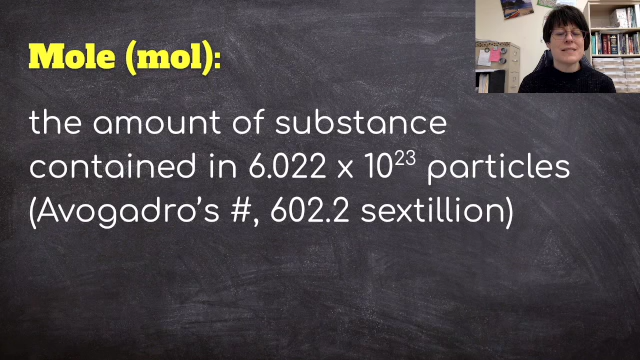 Mole (mol):
the amount of substance
contained in 6.022 x 10²³ particles
(Avogadro's #, 602.2 sextillion)